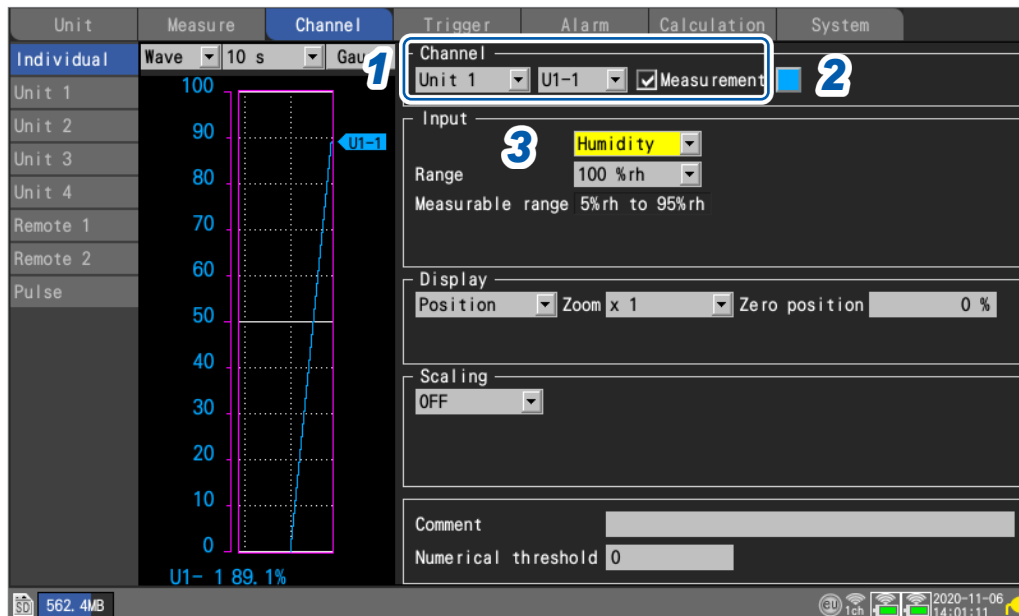 Unit Measure Channel Trigger Alarm Calculation System
Individual
Unit 1
Unit 2
Unit 3
Unit 4
Remote 1
Remote 2
Pulse
Wave 10 s Gau
100
90
80
70
60
50
40
30
20
10
0
U1-1
U1- 1 89. 1%
1
Channel
Unit 1 U1-1 Measurement
2
Input
3
Humidity
Range 100 %rh
Measurable range 5%rh to 95%rh
Display
Position Zoom x 1 Zero position 0 %
Scaling
OFF
Comment
Numerical threshold 0
SD 562. 4MB
EU 1ch 2020-11-06
14:01:11